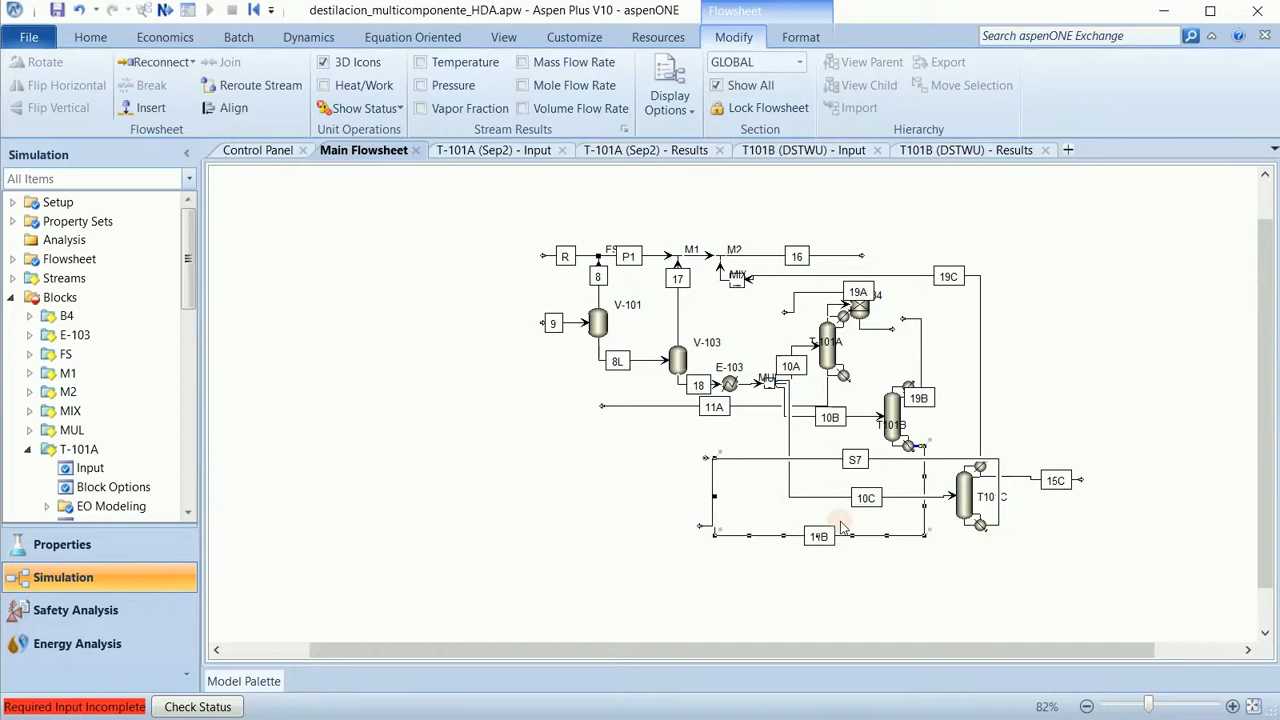 destilacion_multicomponente_HDA.apw - Aspen Plus V10 - aspenONE
Flowsheet
File
Home
Economics
Batch
Dynamics
Equation Oriented
View
Customize
Resources
Modify
Format
Search aspenONE Exchange
Rotate
Reconnect
Join
3D Icons
Temperature
Mass Flow Rate
GLOBAL
View Parent
Export
Flip Horizontal
Break
Reroute Stream
Heat/Work
Pressure
Mole Flow Rate
Display
Options
Show All
View Child
Move Selection
Flip Vertical
Insert
Align
Show Status
Vapor Fraction
Volume Flow Rate
Lock Flowsheet
Import
Flowsheet
Unit Operations
Stream Results
Section
Hierarchy
Simulation
Control Panel
Main Flowsheet
T-101A (Sep2) - Input
T-101A (Sep2) - Results
T101B (DSTWU) - Input
T101B (DSTWU) - Results
All Items
Setup
Property Sets
Analysis
Flowsheet
Streams
Blocks
B4
E-103
FS
M1
M2
MIX
MUL
T-101A
Input
Block Options
EO Modeling
Properties
Simulation
Safety Analysis
Energy Analysis
R
P1
M1
M2
16
8
17
MIX
19C
19A
V-101
9
V-103
T-101A
8L
E-103
10A
18
11A
10B
19B
T101B
S7
10C
15C
Model Palette
Required Input Incomplete
Check Status
82%